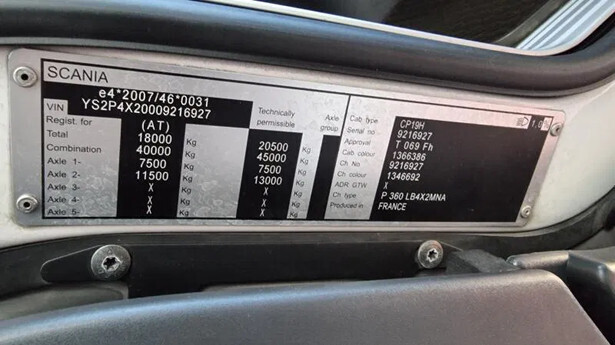 SCANIA
e4*2007/46*0031
VIN YS2P4X20009216927
Regist. for (AT) Technically permissible Axle group
Total 18000 Kg 20500 Kg
Combination 40000 Kg 45000 Kg
Axle 1- 7500 Kg 7500 Kg
Axle 2- 11500 Kg 13000 Kg
Axle 3- X Kg X Kg
Axle 4- X Kg X Kg
Axle 5- X Kg X Kg
Cab type CP19H
Serial no. 9216927
Approval T 069 Fh
Cab colour 1366386
Ch. No 9216927
Ch. colour 1346692
ADR GTW X
Type P 360 LB4X2MNA
Produced in FRANCE